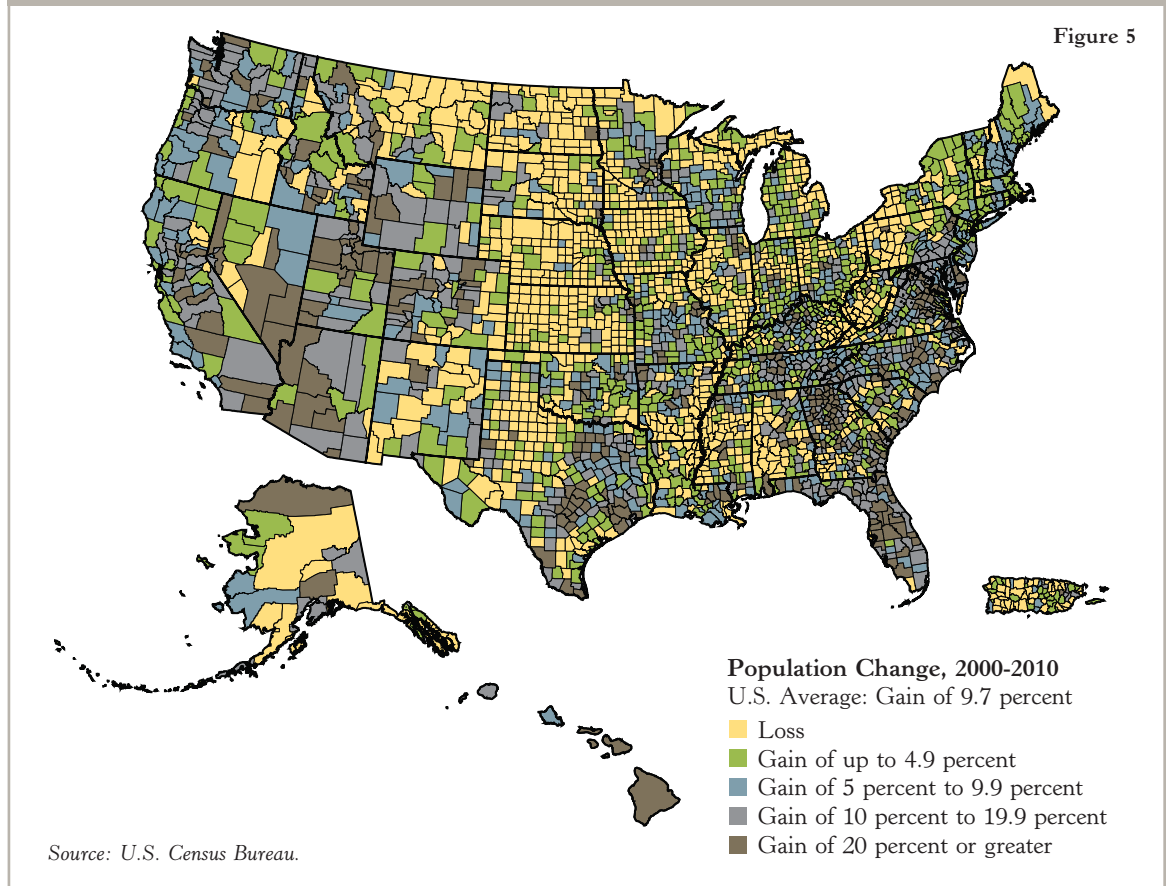 Figure 5
Population Change, 2000-2010
U.S. Average: Gain of 9.7 percent
Loss
Gain of up to 4.9 percent
Gain of 5 percent to 9.9 percent
Gain of 10 percent to 19.9 percent
Gain of 20 percent or greater
Source: U.S. Census Bureau.